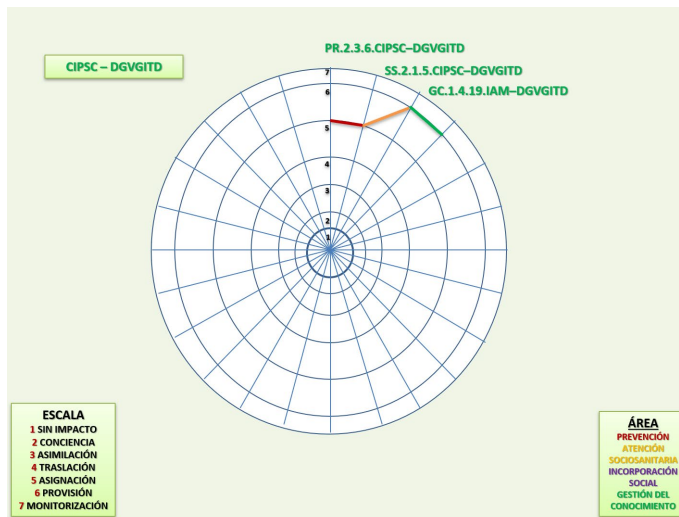 PR.2.3.6.CIPSC–DGVGITD
CIPSC – DGVGITD
SS.2.1.5.CIPSC–DGVGITD
GC.1.4.19.IAM–DGVGITD
7
6
5
4
3
2
1
ESCALA
1 SIN IMPACTO
2 CONCIENCIA
3 ASIMILACIÓN
4 TRASLACIÓN
5 ASIGNACIÓN
6 PROVISIÓN
7 MONITORIZACIÓN
ÁREA
PREVENCIÓN
ATENCIÓN
SOCIOSANITARIA
INCORPORACIÓN
SOCIAL
GESTIÓN DEL
CONOCIMIENTO